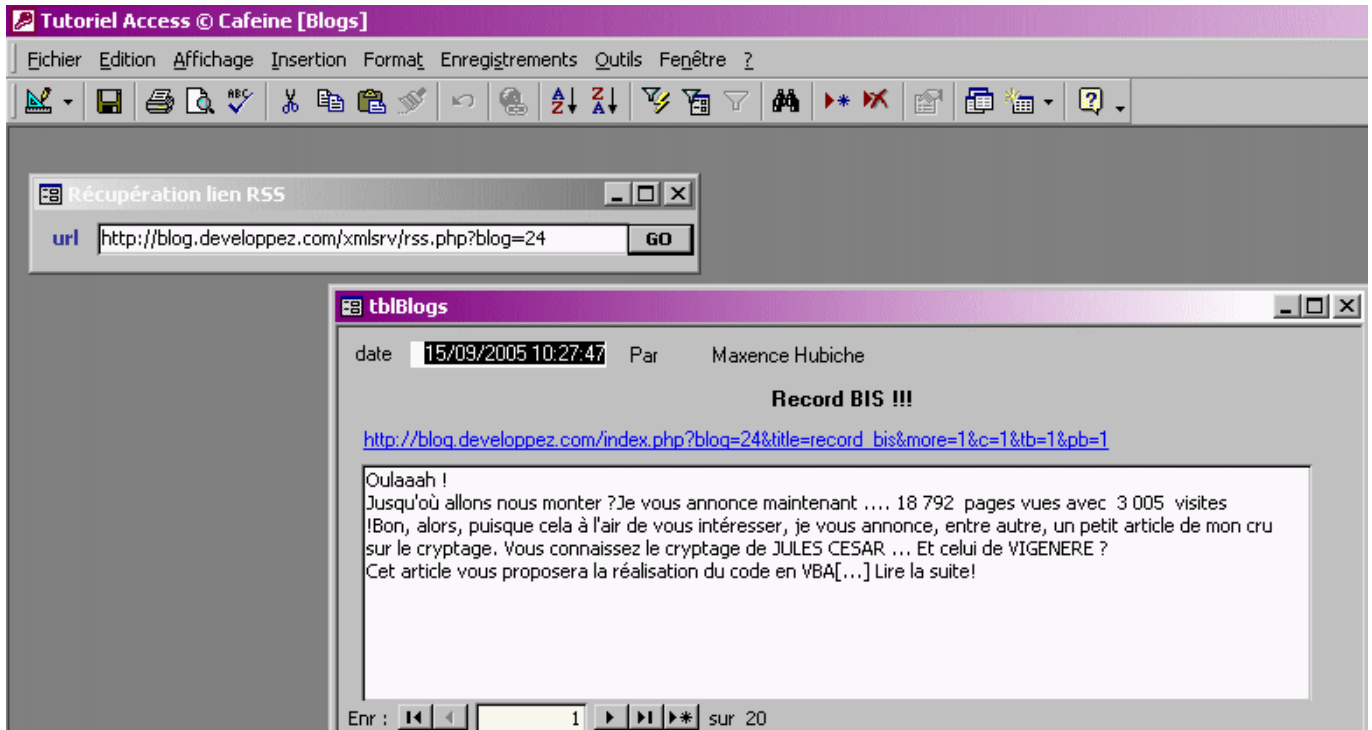 Tutoriel Access © Cafeine [Blogs]
Fichier Edition Affichage Insertion Format Enregistrements Outils Fenêtre ?
Récupération lien RSS
url http://blog.developpez.com/xmlsrv/rss.php?blog=24 GO
tblBlogs
date 15/09/2005 10:27:47 Par Maxence Hubiche
Record BIS !!!
http://blog.developpez.com/index.php?blog=24&title=record_bis&more=1&c=1&tb=1&pb=1
Oulaaah !
Jusqu'où allons nous monter ?Je vous annonce maintenant .... 18 792 pages vues avec 3 005 visites
!Bon, alors, puisque cela à l'air de vous intéresser, je vous annonce, entre autre, un petit article de mon cru
sur le cryptage. Vous connaissez le cryptage de JULES CESAR ... Et celui de VIGENERE ?
Cet article vous proposera la réalisation du code en VBA[...] Lire la suite!
Enr : 1 sur 20